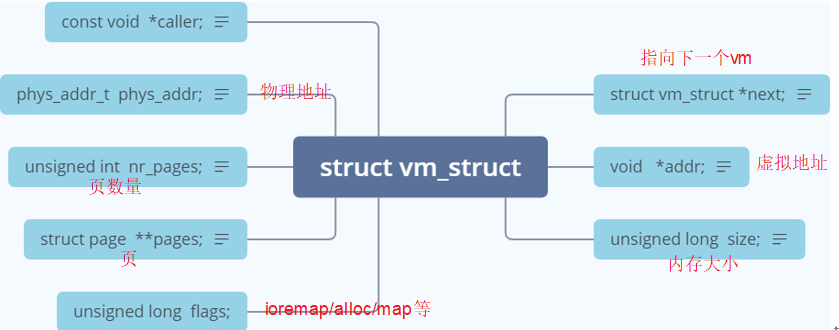 const void  *caller;
phys_addr_t  phys_addr;
物理地址
unsigned int  nr_pages;
页数量
struct page  **pages;
页
unsigned long  flags;
ioremap/alloc/map等
struct vm_struct
指向下一个vm
struct vm_struct *next;
void   *addr;
虚拟地址
unsigned long  size;
内存大小